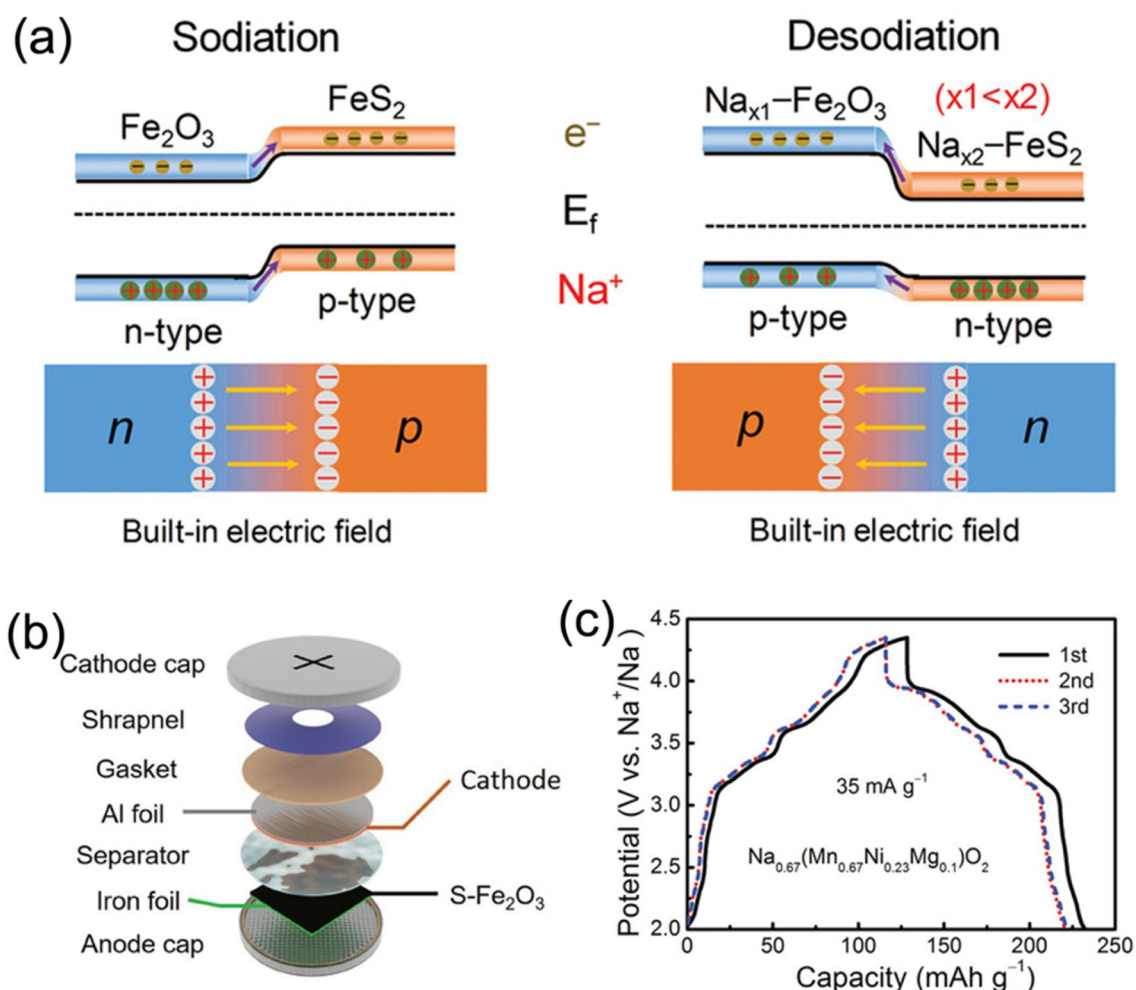 (a)
Sodiation
Desodiation
Fe₂O₃
FeS₂
e⁻
E_f
Na⁺
n-type
p-type
Naₓ₁–Fe₂O₃
(x1<x2)
Naₓ₂–FeS₂
p-type
n-type
n
p
Built-in electric field
p
n
Built-in electric field
(b)
Cathode cap
Shrapnel
Gasket
Al foil
Separator
Iron foil
Anode cap
Cathode
S-Fe₂O₃
(c)
Potential (V vs. Na⁺/Na)
4.5
4.0
3.5
3.0
2.5
2.0
1st
2nd
3rd
35 mA g⁻¹
Na₀.₆₇(Mn₀.₆₇Ni₀.₂₃Mg₀.₁)O₂
0
50
100
150
200
250
Capacity (mAh g⁻¹)